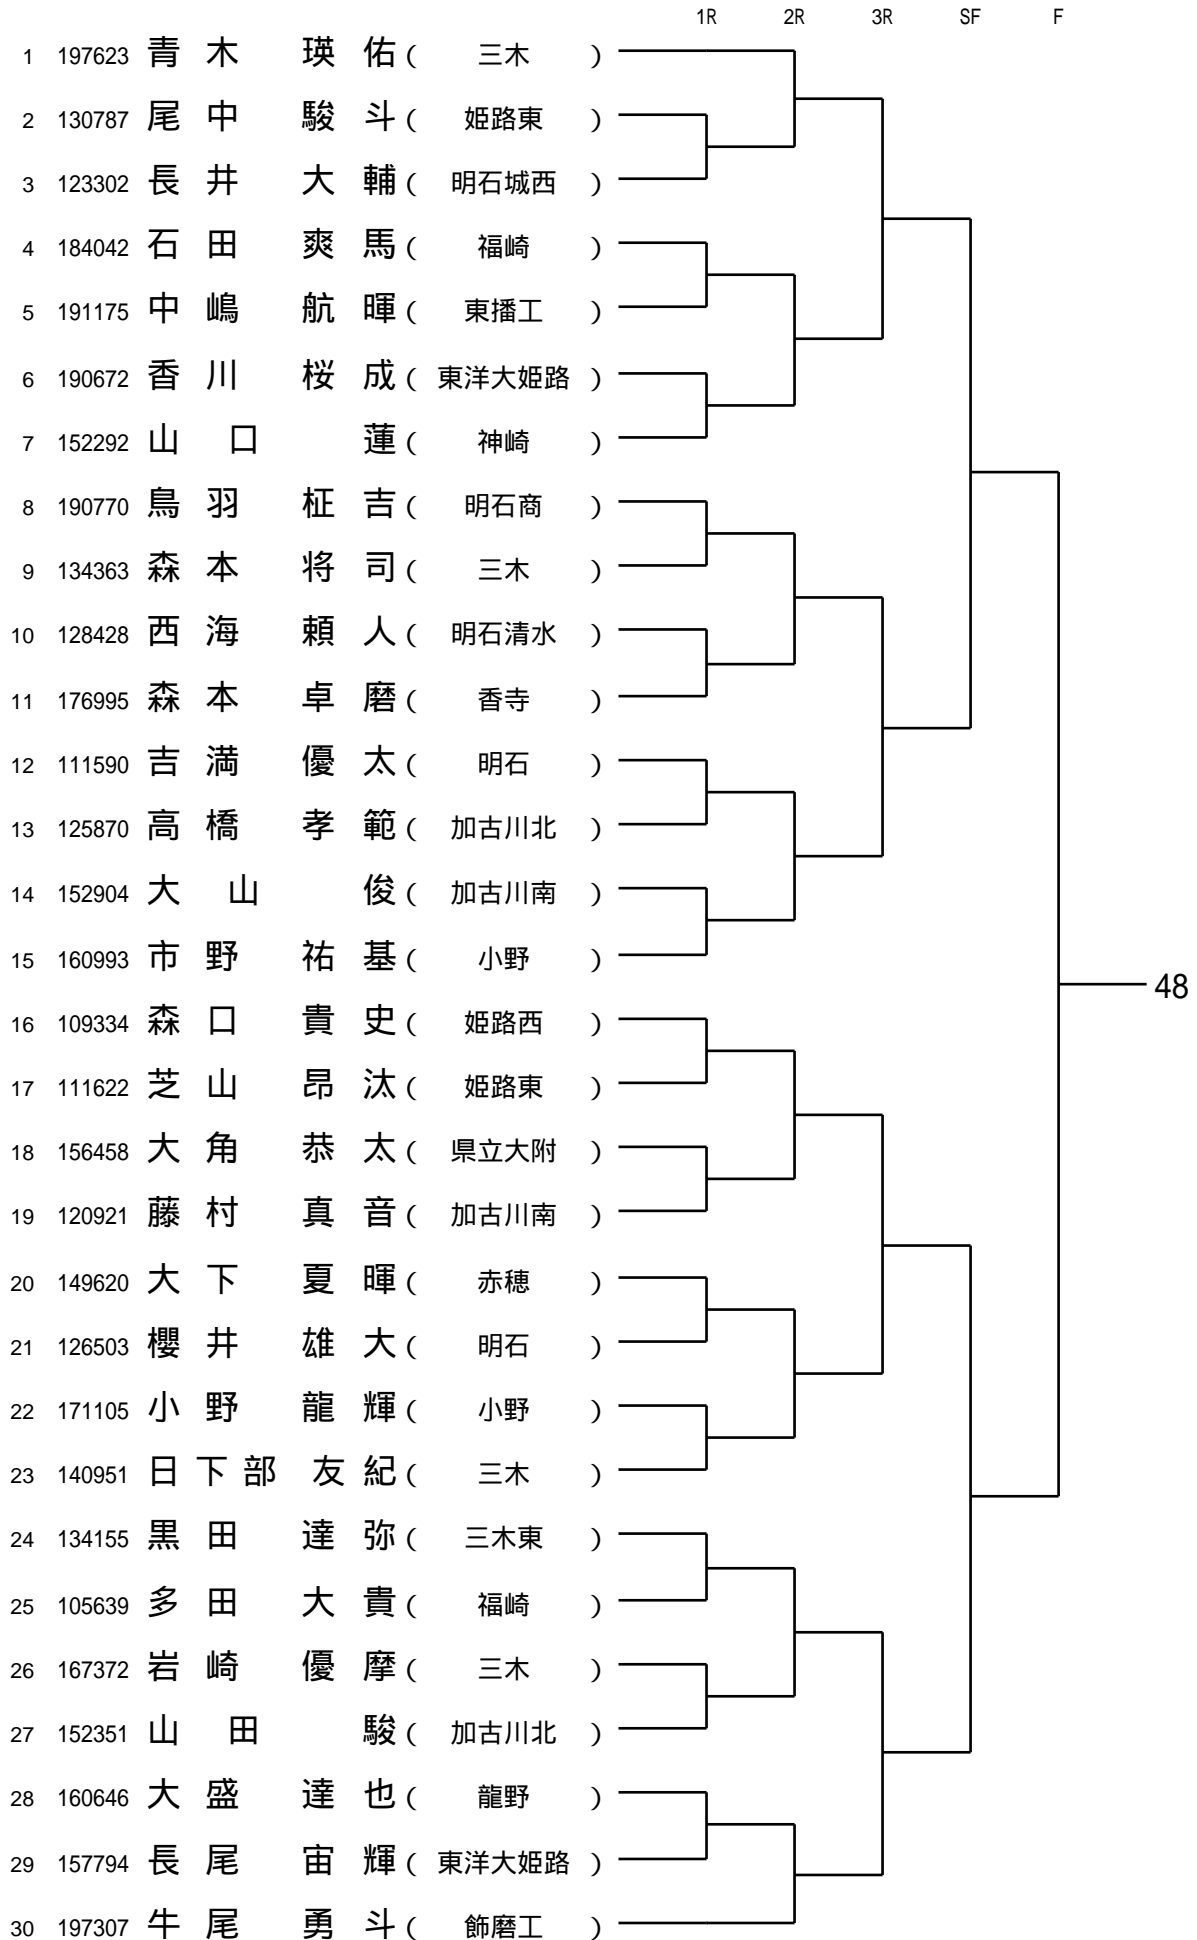 1R 2R 3R SF F
1 197623 青木 瑛佑 ( 三木 )
2 130787 尾中 駿斗 ( 姫路東 )
3 123302 長井 大輔 ( 明石城西 )
4 184042 石田 爽馬 ( 福崎 )
5 191175 中嶋 航暉 ( 東播工 )
6 190672 香川 桜成 ( 東洋大姫路 )
7 152292 山口 蓮 ( 神崎 )
8 190770 鳥羽 柾吉 ( 明石商 )
9 134363 森本 将司 ( 三木 )
10 128428 西海 頼人 ( 明石清水 )
11 176995 森本 卓磨 ( 香寺 )
12 111590 吉満 優太 ( 明石 )
13 125870 高橋 孝範 ( 加古川北 )
14 152904 大山 俊 ( 加古川南 )
15 160993 市野 祐基 ( 小野 )
48
16 109334 森口 貴史 ( 姫路西 )
17 111622 芝山 昂汰 ( 姫路東 )
18 156458 大角 恭太 ( 県立大附 )
19 120921 藤村 真音 ( 加古川南 )
20 149620 大下 夏暉 ( 赤穂 )
21 126503 櫻井 雄大 ( 明石 )
22 171105 小野 龍輝 ( 小野 )
23 140951 日下部 友紀 ( 三木 )
24 134155 黒田 達弥 ( 三木東 )
25 105639 多田 大貴 ( 福崎 )
26 167372 岩崎 優摩 ( 三木 )
27 152351 山田 駿 ( 加古川北 )
28 160646 大盛 達也 ( 龍野 )
29 157794 長尾 宙輝 ( 東洋大姫路 )
30 197307 牛尾 勇斗 ( 飾磨工 )